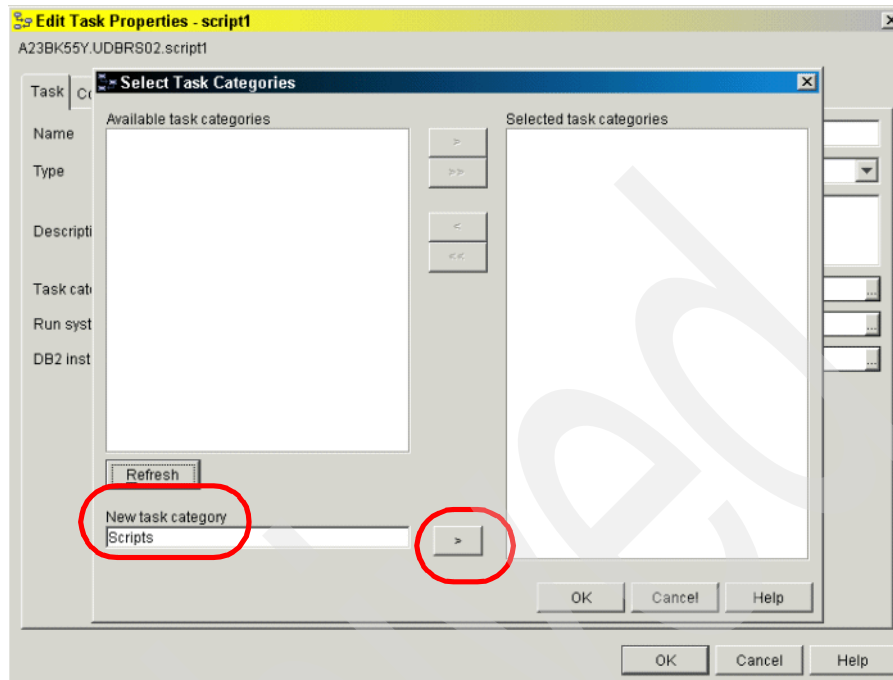 Edit Task Properties - script1
A23BK55Y.UDBRS02.script1
Task Co
Select Task Categories
Name
Type
Descripti
Task cat
Run syst
DB2 inst
Available task categories
>
>>
<
<<
Selected task categories
Refresh
New task category
Scripts
>
OK Cancel Help
...
...
...
OK Cancel Help